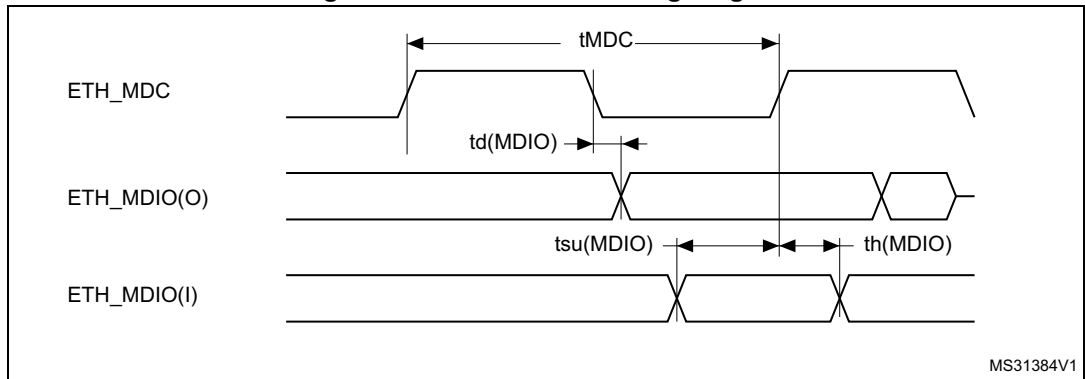 tMDC
ETH_MDC
td(MDIO)
ETH_MDIO(O)
tsu(MDIO) th(MDIO)
ETH_MDIO(I)
MS31384V1